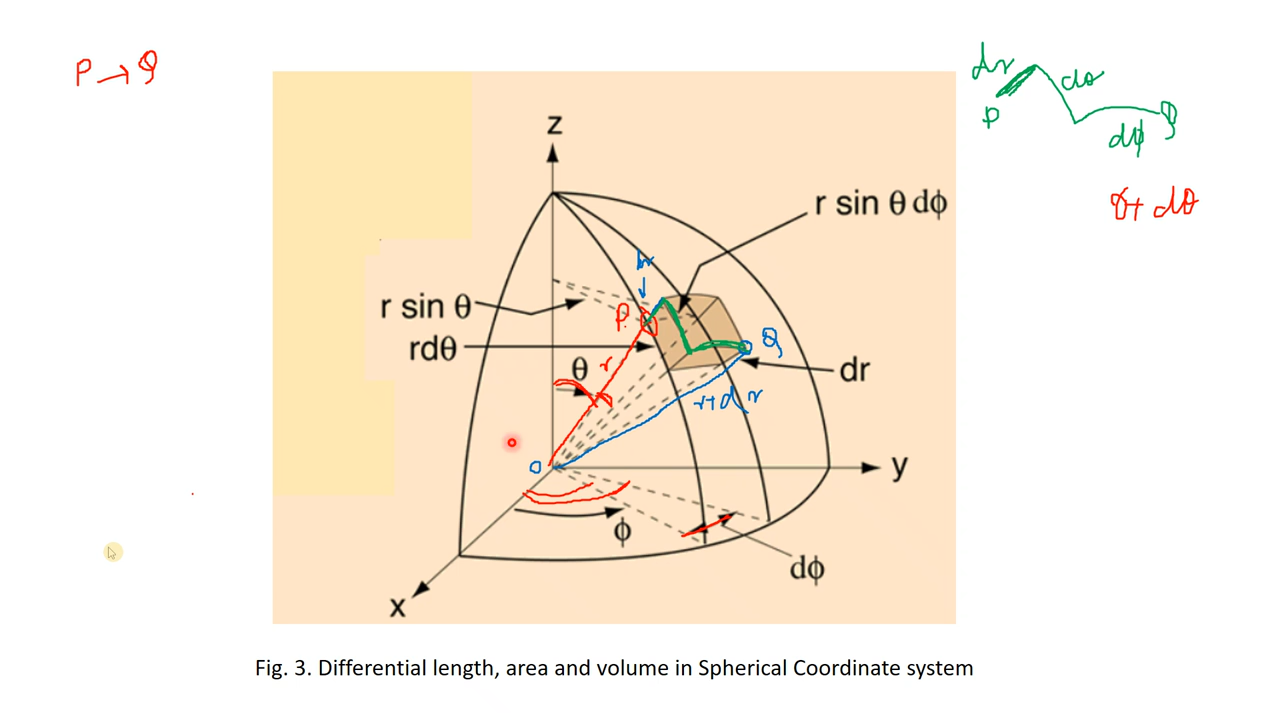 P → Q
dr
dθ
P
Q
dϕ
z
r sin θ dϕ
r + dθ
dr
r sin θ
P
rdθ
Q
θ
r
dr
r+dr
O
y
ϕ
dϕ
x
Fig. 3. Differential length, area and volume in Spherical Coordinate system